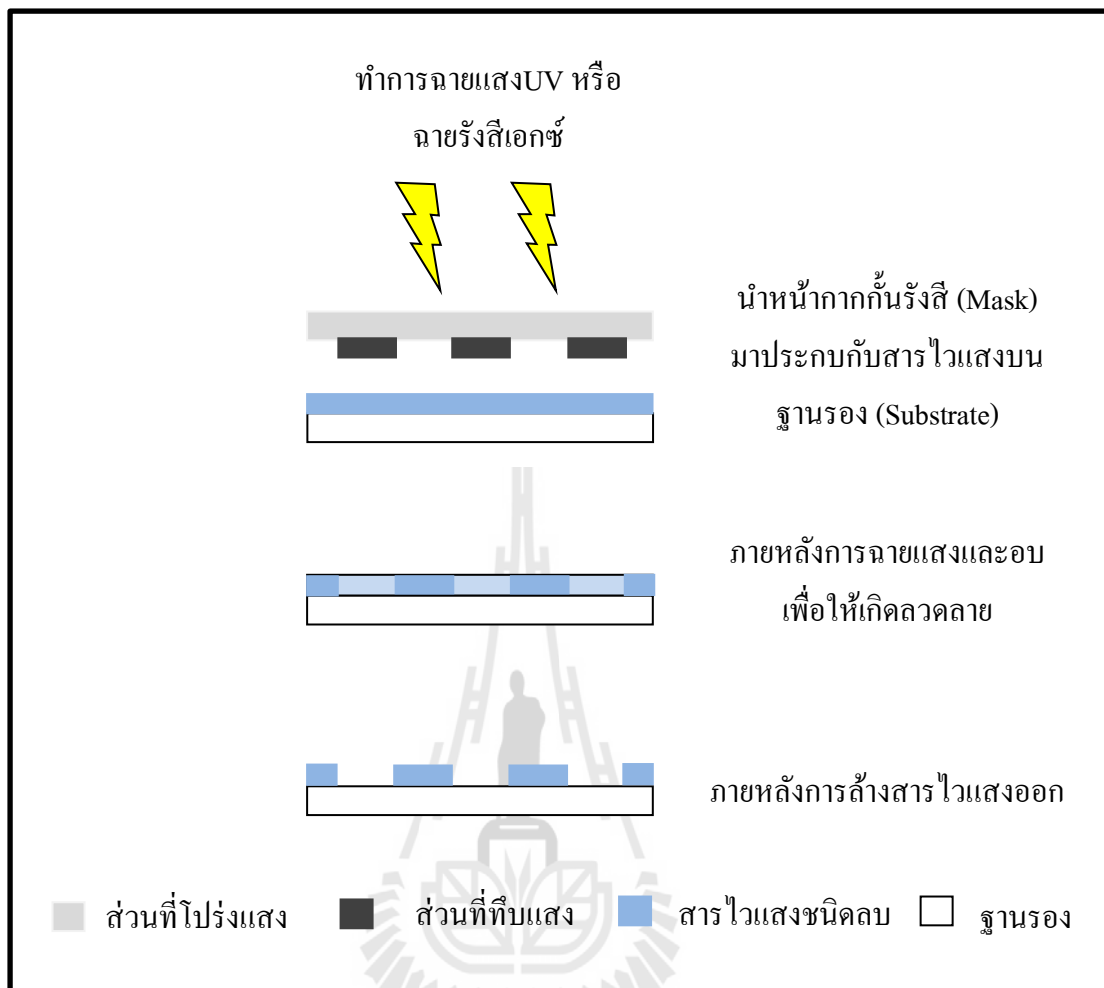 ทำการฉายแสงUV หรือ
ฉายรังสีเอกซ์
นำหน้ากากกั้นรังสี (Mask)
มาประกบกับสารไวแสงบน
ฐานรอง (Substrate)
ภายหลังการฉายแสงและอบ
เพื่อให้เกิดลวดลาย
ภายหลังการล้างสารไวแสงออก
ส่วนที่โปร่งแสง ส่วนที่ทึบแสง สารไวแสงชนิดลบ ฐานรอง